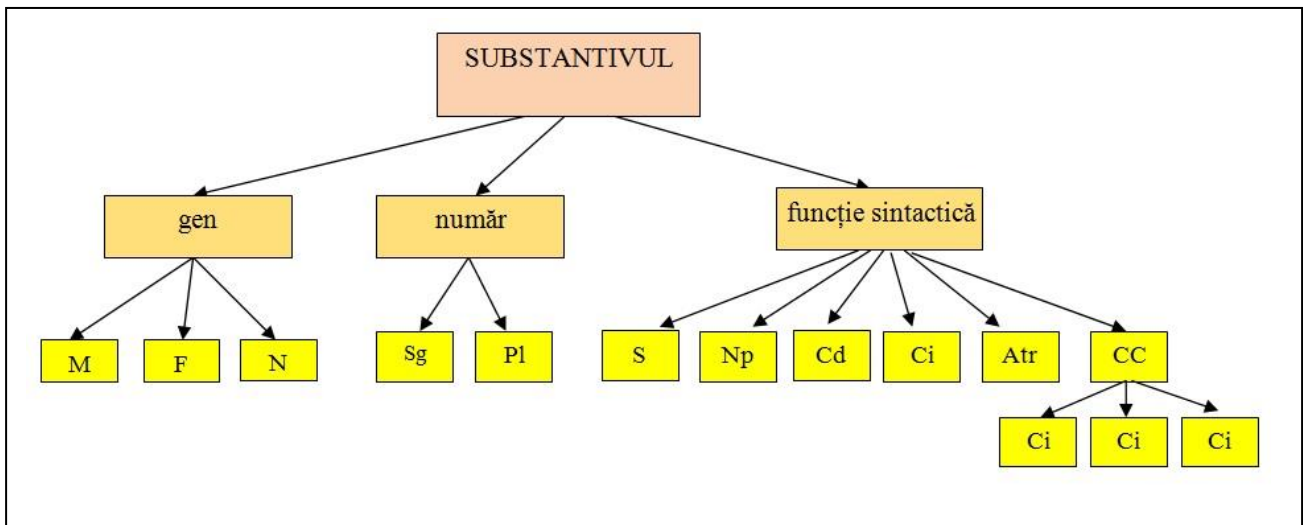 SUBSTANTIVUL
gen număr funcție sintactică
M F N Sg Pl S Np Cd Ci Atr CC
Ci Ci Ci